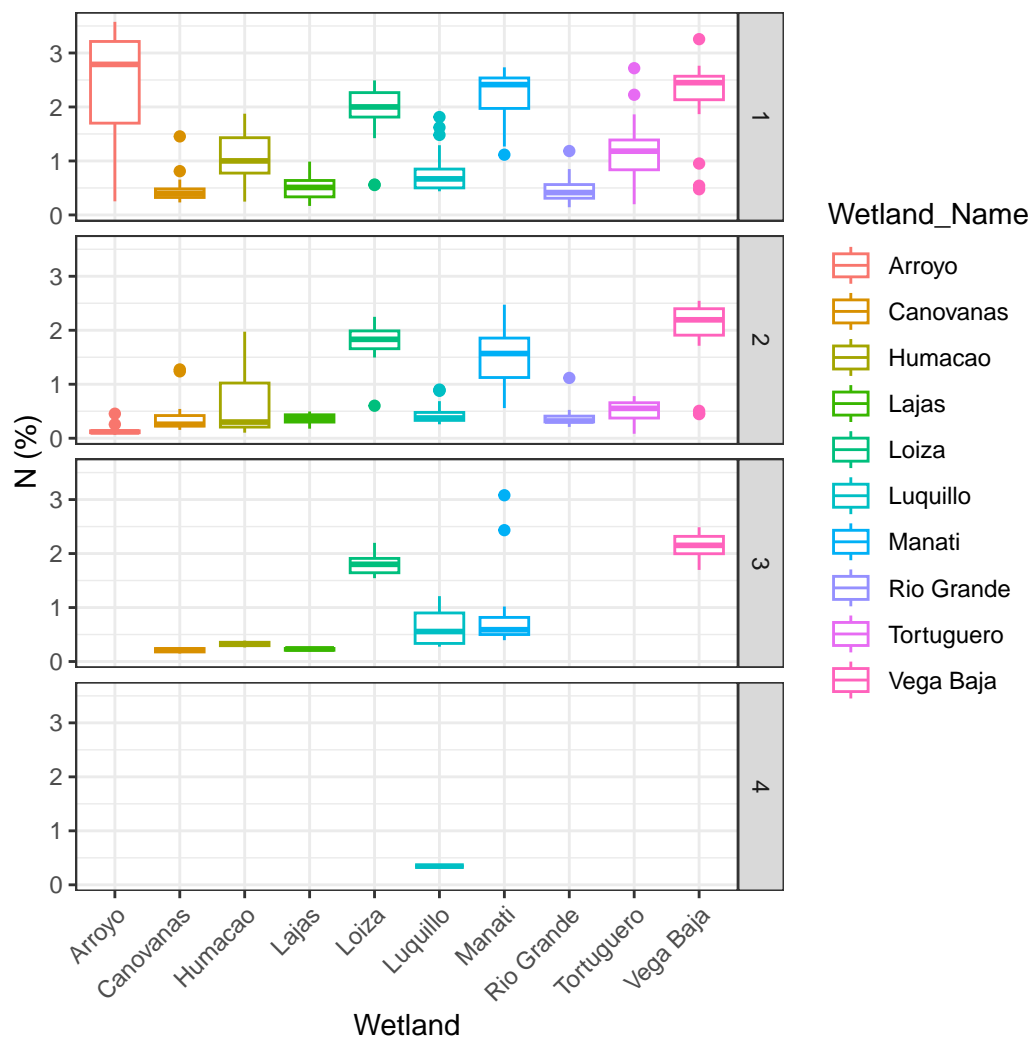 N (%)
3
2
1
0
1
3
2
1
0
2
3
2
1
0
3
3
2
1
0
4
Arroyo
Canovanas
Humacao
Lajas
Loiza
Luquillo
Manati
Rio Grande
Tortuguero
Vega Baja
Wetland
Wetland_Name
Arroyo
Canovanas
Humacao
Lajas
Loiza
Luquillo
Manati
Rio Grande
Tortuguero
Vega Baja